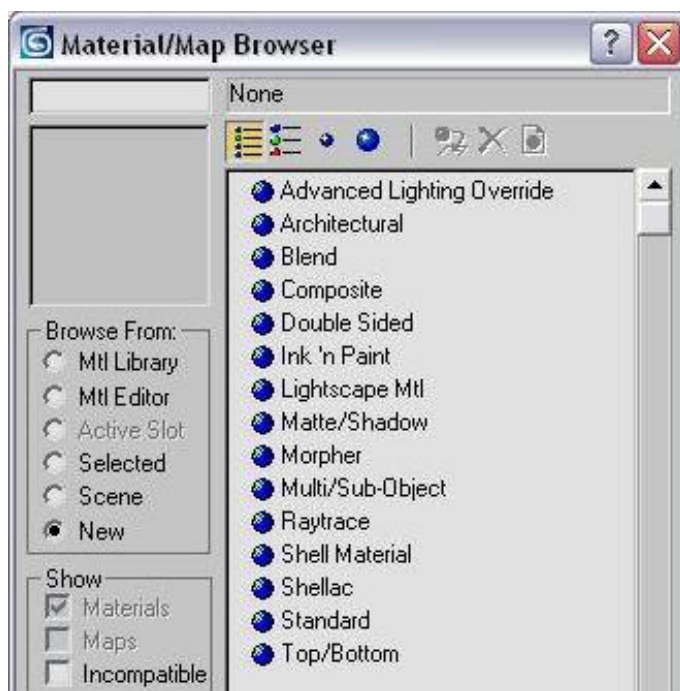 Material/Map Browser
None
Advanced Lighting Override
Architectural
Blend
Composite
Double Sided
Ink 'n Paint
Lightscape Mtl
Matte/Shadow
Morpher
Multi/Sub-Object
Raytrace
Shell Material
Shellac
Standard
Top/Bottom
Browse From:
Mtl Library
Mtl Editor
Active Slot
Selected
Scene
New
Show
Materials
Maps
Incompatible